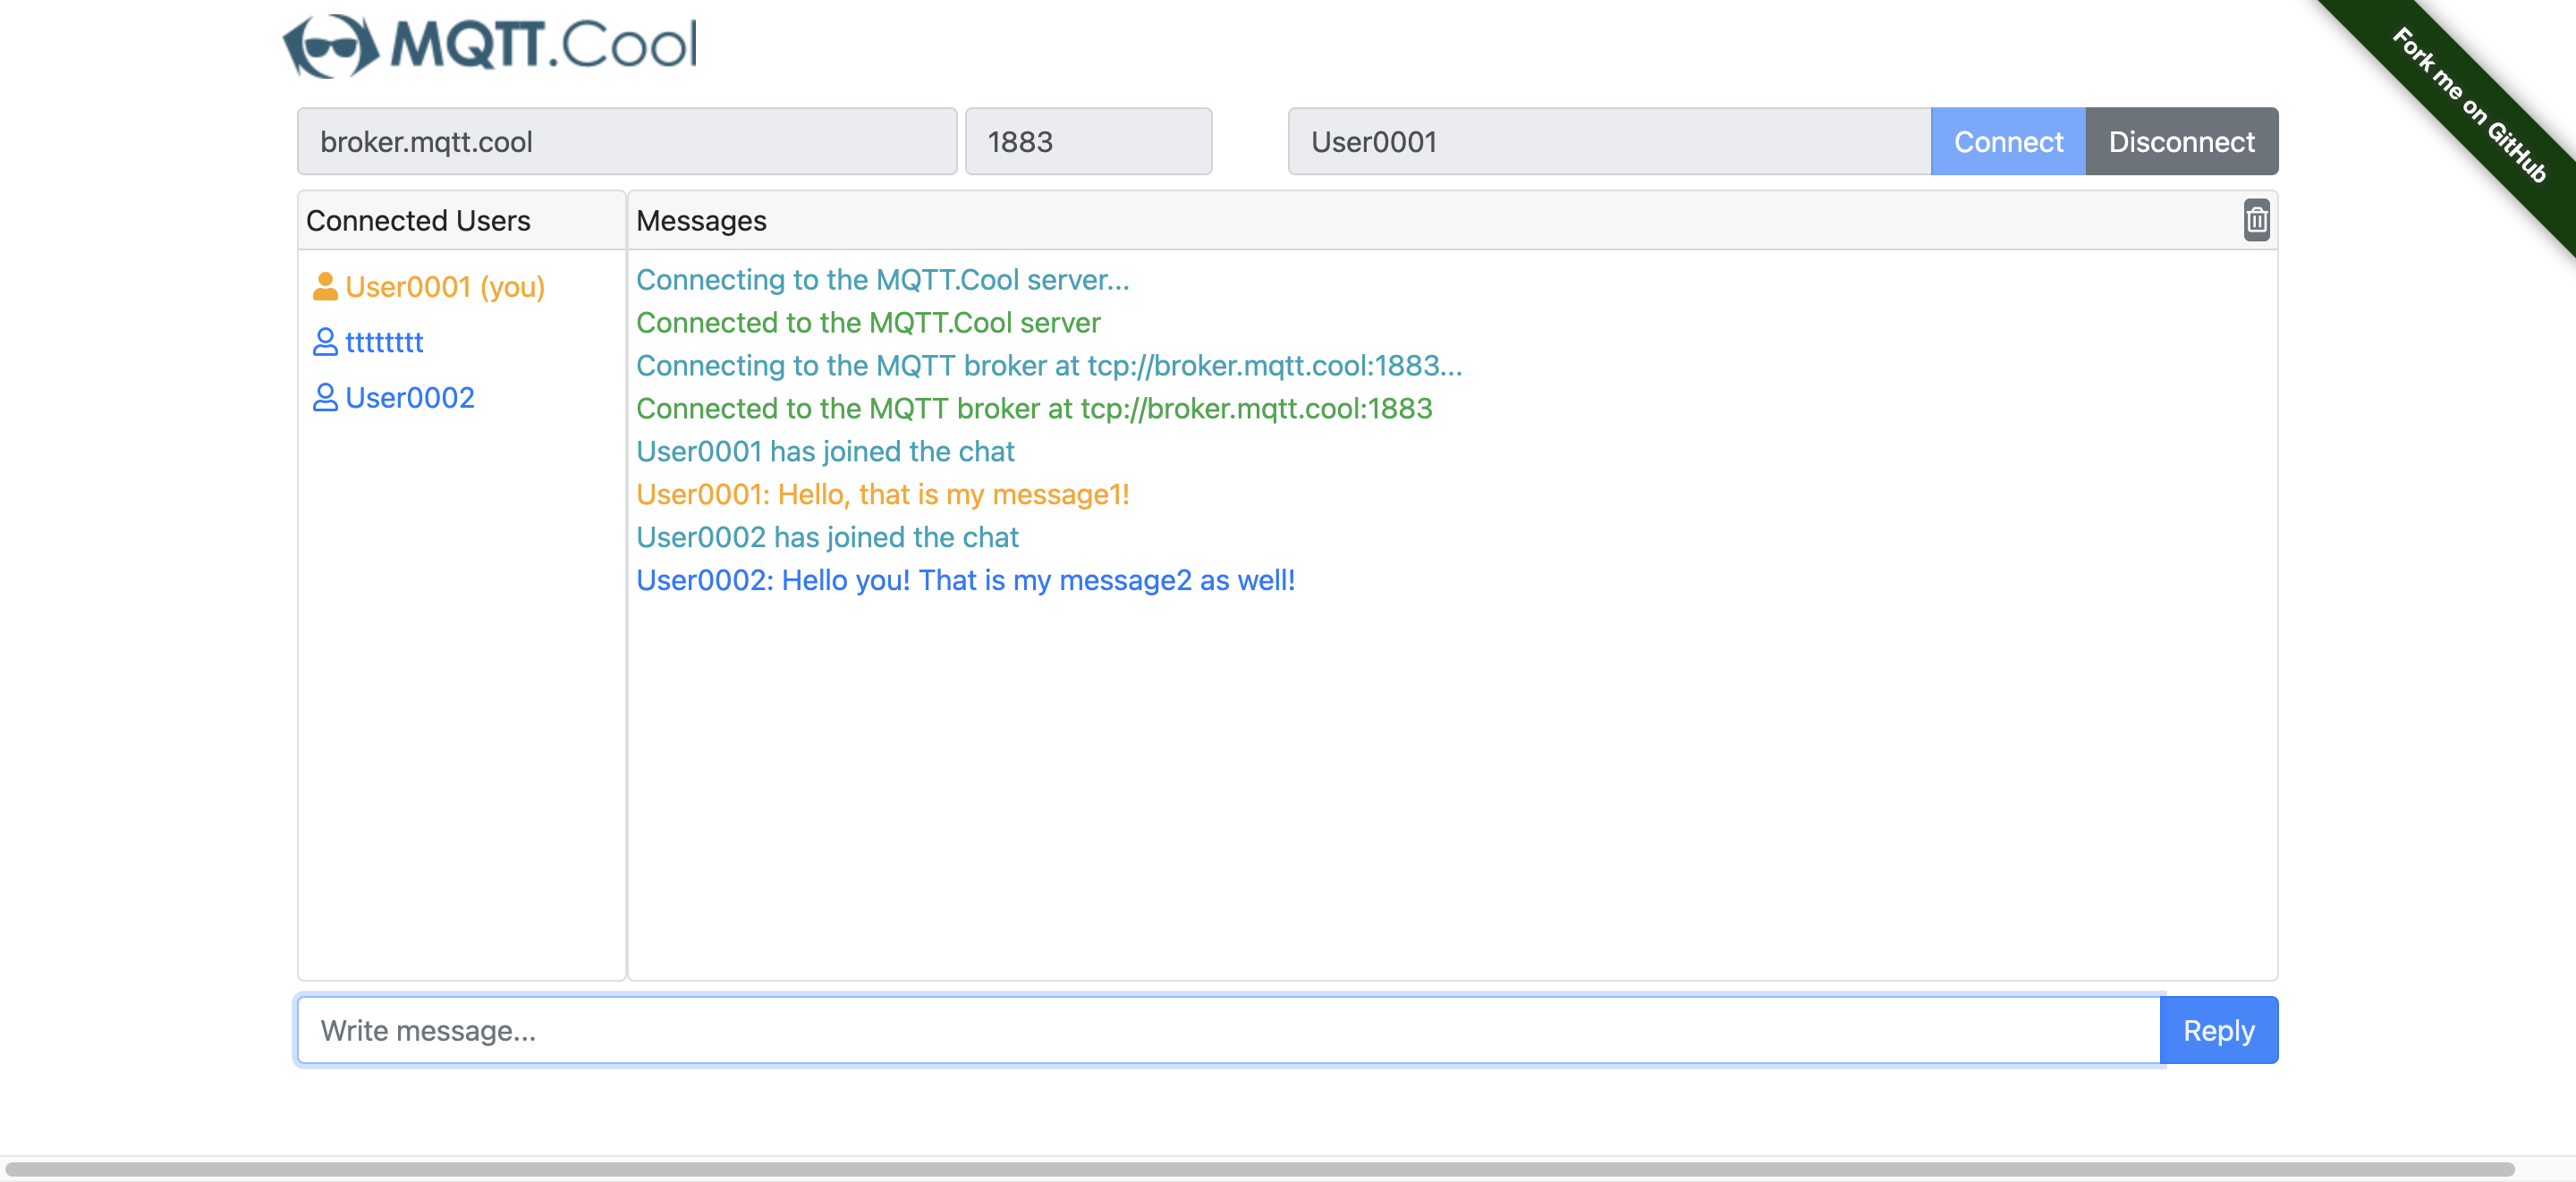 MQTT.Cool
Fork me on GitHub
broker.mqtt.cool 1883 User0001 Connect Disconnect
Connected Users
User0001 (you)
tttttttt
User0002
Messages
Connecting to the MQTT.Cool server...
Connected to the MQTT.Cool server
Connecting to the MQTT broker at tcp://broker.mqtt.cool:1883...
Connected to the MQTT broker at tcp://broker.mqtt.cool:1883
User0001 has joined the chat
User0001: Hello, that is my message1!
User0002 has joined the chat
User0002: Hello you! That is my message2 as well!
Write message... Reply